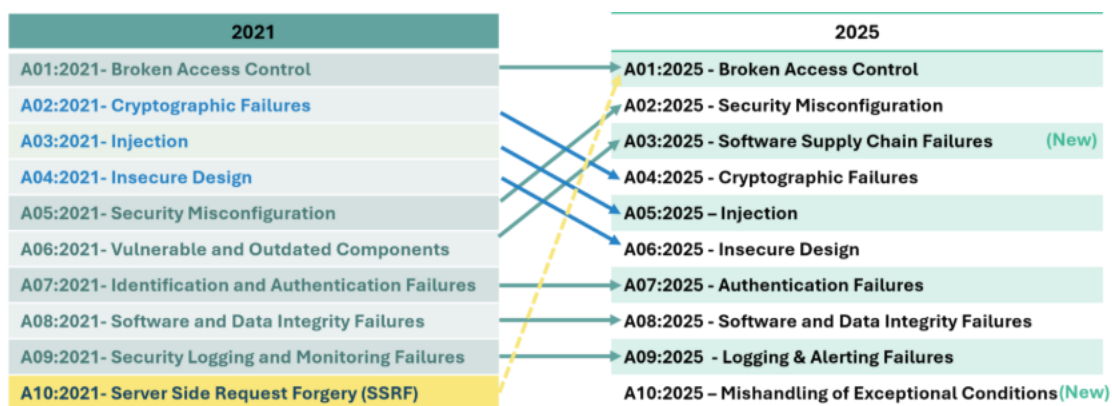 2021 2025
A01:2021- Broken Access Control A01:2025 - Broken Access Control
A02:2021- Cryptographic Failures A02:2025 - Security Misconfiguration
A03:2021- Injection A03:2025 - Software Supply Chain Failures (New)
A04:2021- Insecure Design A04:2025 - Cryptographic Failures
A05:2021- Security Misconfiguration A05:2025 – Injection
A06:2021- Vulnerable and Outdated Components A06:2025 - Insecure Design
A07:2021- Identification and Authentication Failures A07:2025 - Authentication Failures
A08:2021- Software and Data Integrity Failures A08:2025 - Software and Data Integrity Failures
A09:2021- Security Logging and Monitoring Failures A09:2025 - Logging & Alerting Failures
A10:2021- Server Side Request Forgery (SSRF) A10:2025 – Mishandling of Exceptional Conditions (New)